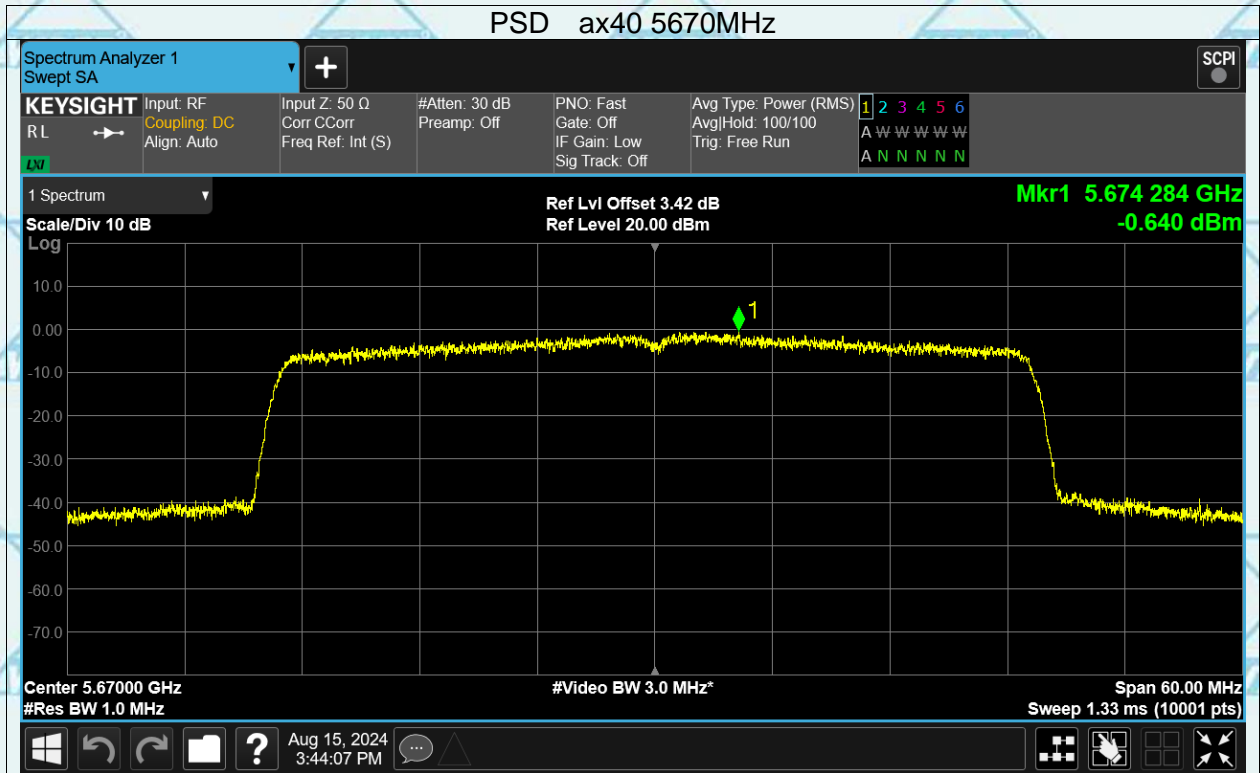 PSD ax40 5670MHz
Spectrum Analyzer 1
Swept SA
SCPI
KEYSIGHT
R L
LXI
Input: RF
Coupling: DC
Align: Auto
Input Z: 50 Ω
Corr CCorr
Freq Ref: Int (S)
#Atten: 30 dB
Preamp: Off
PNO: Fast
Gate: Off
IF Gain: Low
Sig Track: Off
Avg Type: Power (RMS)
Avg|Hold: 100/100
Trig: Free Run
1 2 3 4 5 6
A W W W W W
A N N N N N
1 Spectrum
Ref Lvl Offset 3.42 dB
Mkr1 5.674 284 GHz
Scale/Div 10 dB
Ref Level 20.00 dBm
-0.640 dBm
Log
10.0
1
0.00
-10.0
-20.0
-30.0
-40.0
-50.0
-60.0
-70.0
Center 5.67000 GHz
#Video BW 3.0 MHz*
Span 60.00 MHz
#Res BW 1.0 MHz
Sweep 1.33 ms (10001 pts)
?
Aug 15, 2024
3:44:07 PM